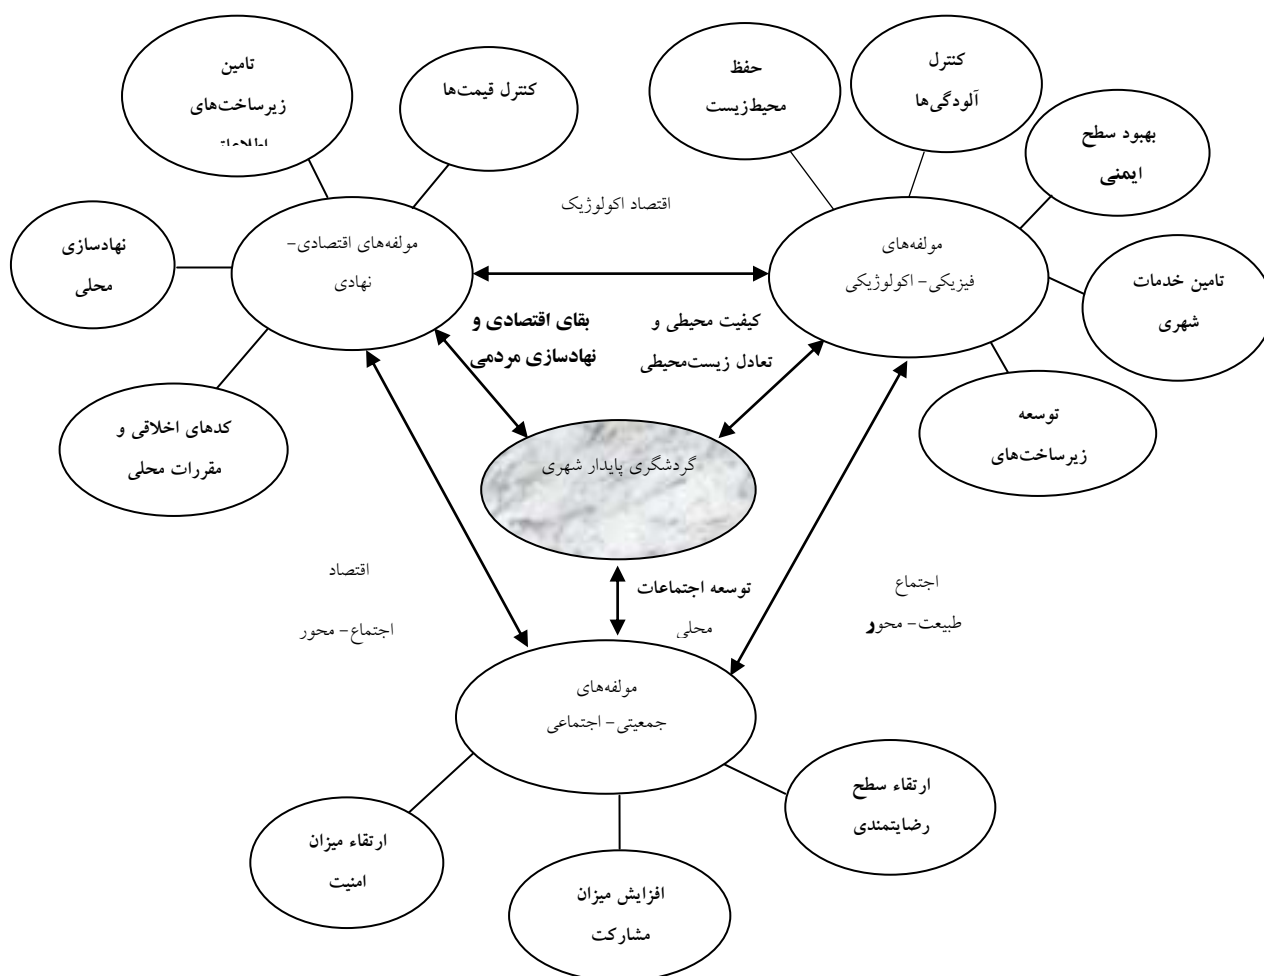 حفظ
محیط‌زیست
کنترل
آلودگی‌ها
بهبود سطح
ایمنی
تامین خدمات
شهری
توسعه
زیرساخت‌های
مولفه‌های
فیزیکی- اکولوژیکی
اقتصاد اکولوژیک
کنترل قیمت‌ها
تامین
زیرساخت‌های
نهادسازی
محلی
کدهای اخلاقی و
مقررات محلی
مولفه‌های اقتصادی-
نهادی
کیفیت محیطی و
تعادل زیست‌محیطی
بقای اقتصادی و
نهادسازی مردمی
گردشگری پایدار شهری
اجتماع
طبیعت- محور
توسعه اجتماعات
محلی
اقتصاد
اجتماع- محور
مولفه‌های
جمعیتی- اجتماعی
ارتقاء سطح
رضایتمندی
افزایش میزان
مشارکت
ارتقاء میزان
امنیت